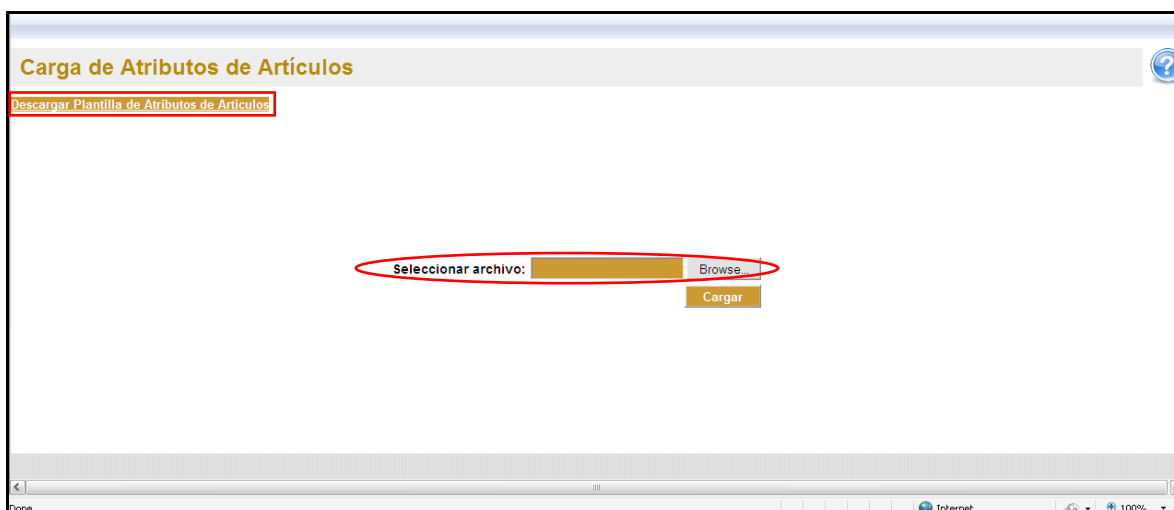 Carga de Atributos de Artículos
?
Descargar Plantilla de Atributos de Articulos
Seleccionar archivo:
Browse...
Cargar
Done
Internet
100%